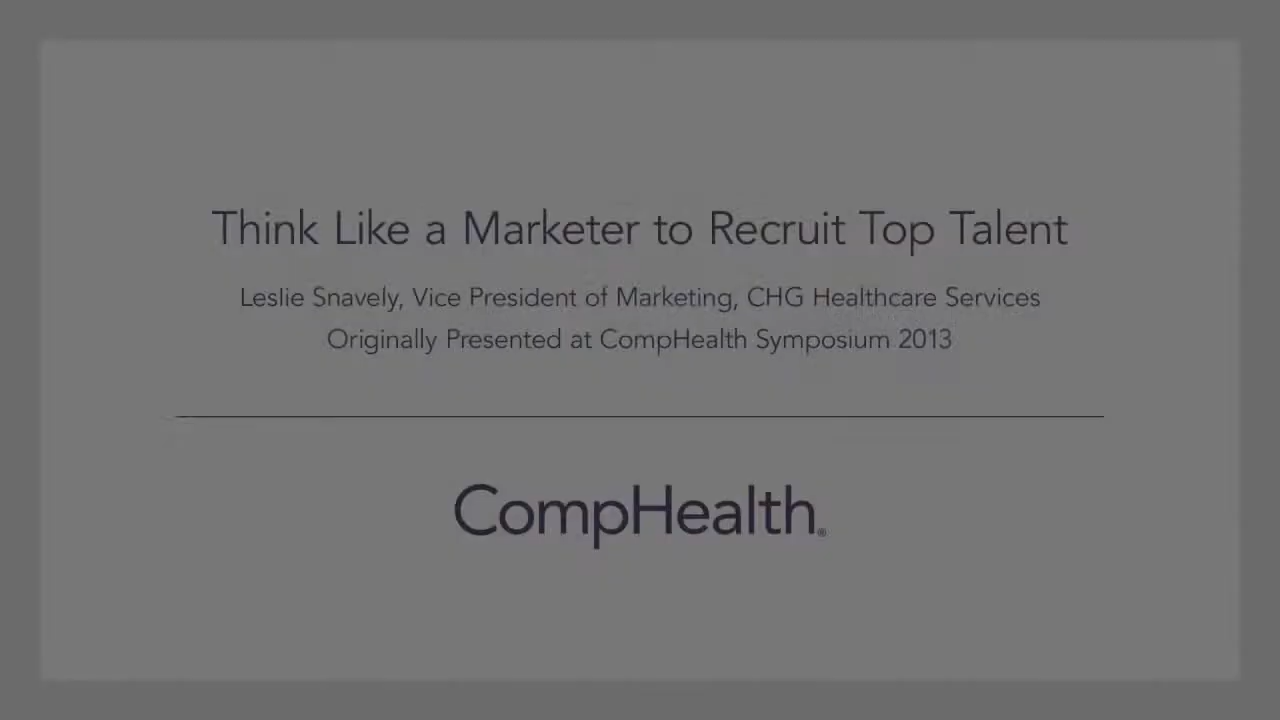 Think Like a Marketer to Recruit Top Talent
Leslie Snavely, Vice President of Marketing, CHG Healthcare Services
Originally Presented at CompHealth Symposium 2013
CompHealth®